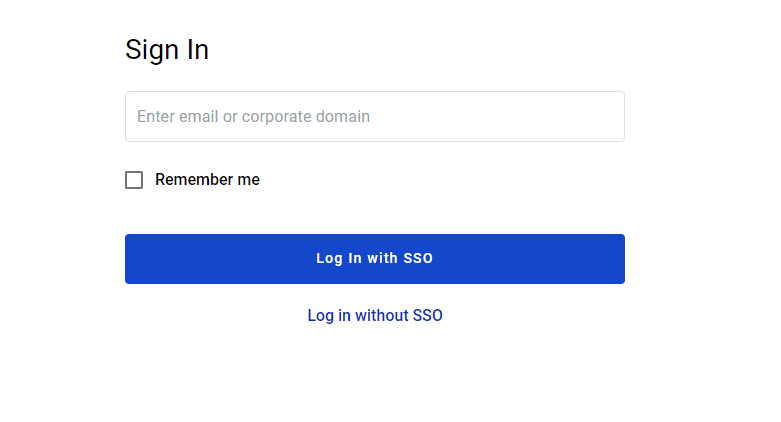 Sign In
Enter email or corporate domain
Remember me
Log In with SSO
Log in without SSO